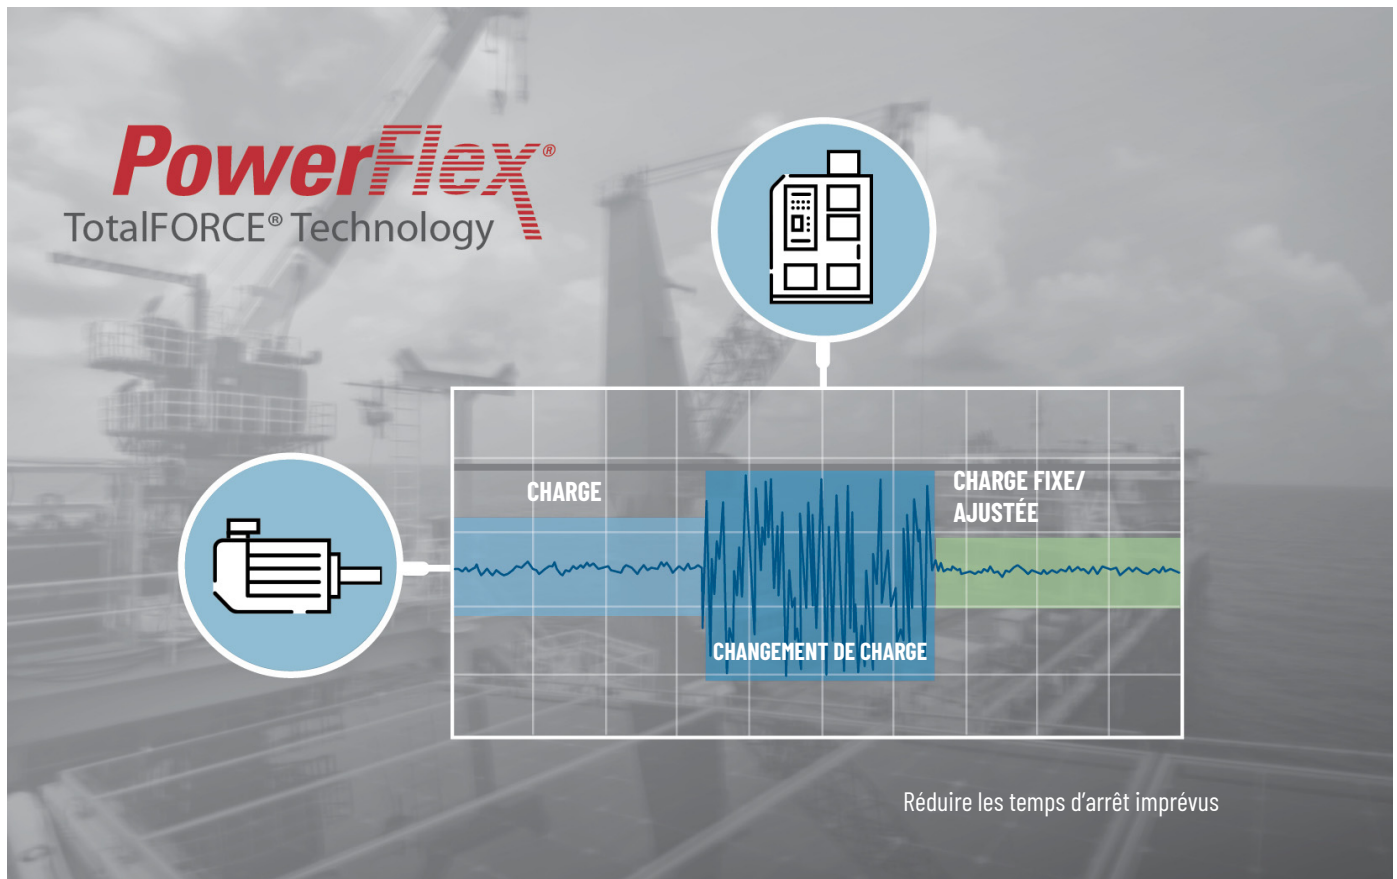 PowerFlex®
TotalFORCE® Technology
CHARGE
CHARGE FIXE/
AJUSTÉE
CHANGEMENT DE CHARGE
Réduire les temps d’arrêt imprévus